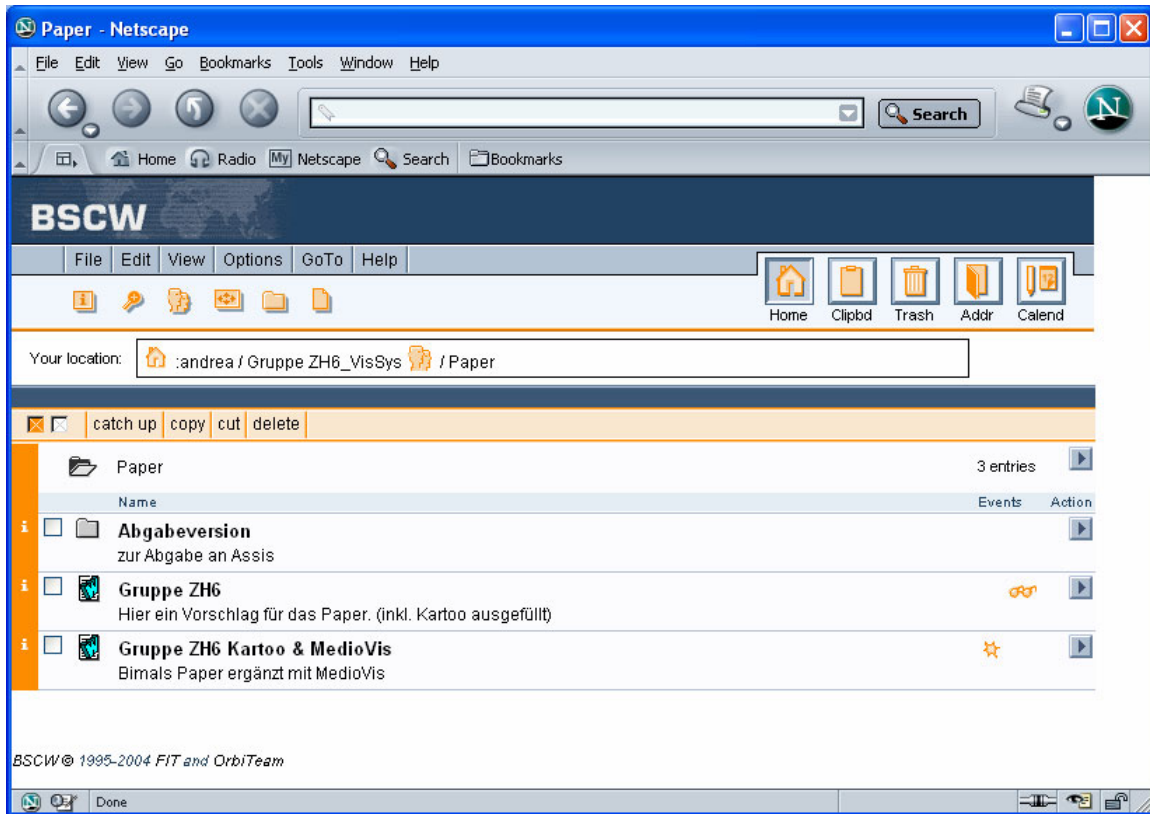 Paper - Netscape
File Edit View Go Bookmarks Tools Window Help
Search
N
Home Radio My Netscape Search Bookmarks
BSCW
File Edit View Options GoTo Help
Home Clipbd Trash Addr Calend
Your location: :andrea / Gruppe ZH6_VisSys / Paper
catch up copy cut delete
Paper 3 entries
Name Events Action
Abgabeversion
zur Abgabe an Assis
Gruppe ZH6
Hier ein Vorschlag für das Paper. (inkl. Kartoo ausgefüllt)
Gruppe ZH6 Kartoo & MedioVis
Bimals Paper ergänzt mit MedioVis
BSCW © 1995-2004 FIT and OrbiTeam
Done